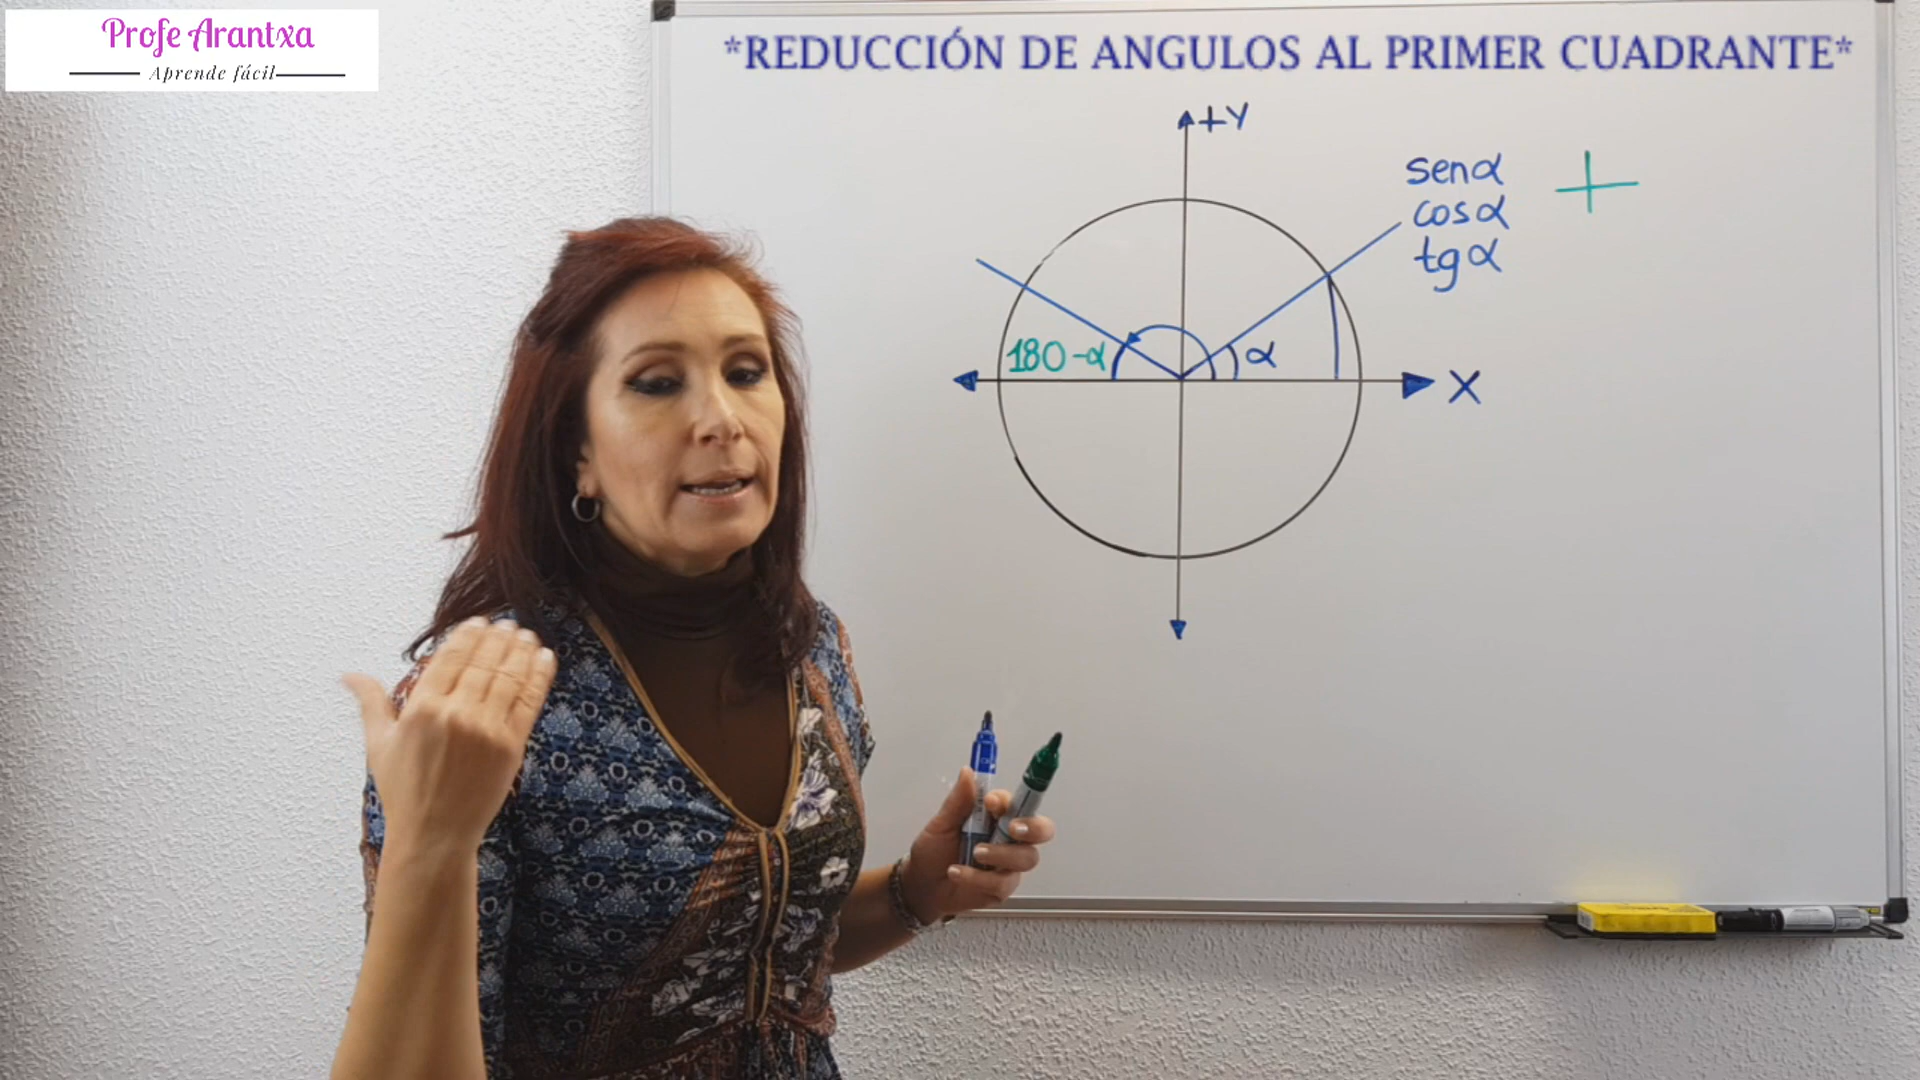 Profe Arantxa
Aprende fácil
*REDUCCIÓN DE ANGULOS AL PRIMER CUADRANTE*
+Y
senα
cosα
tgα
180-α
α
X